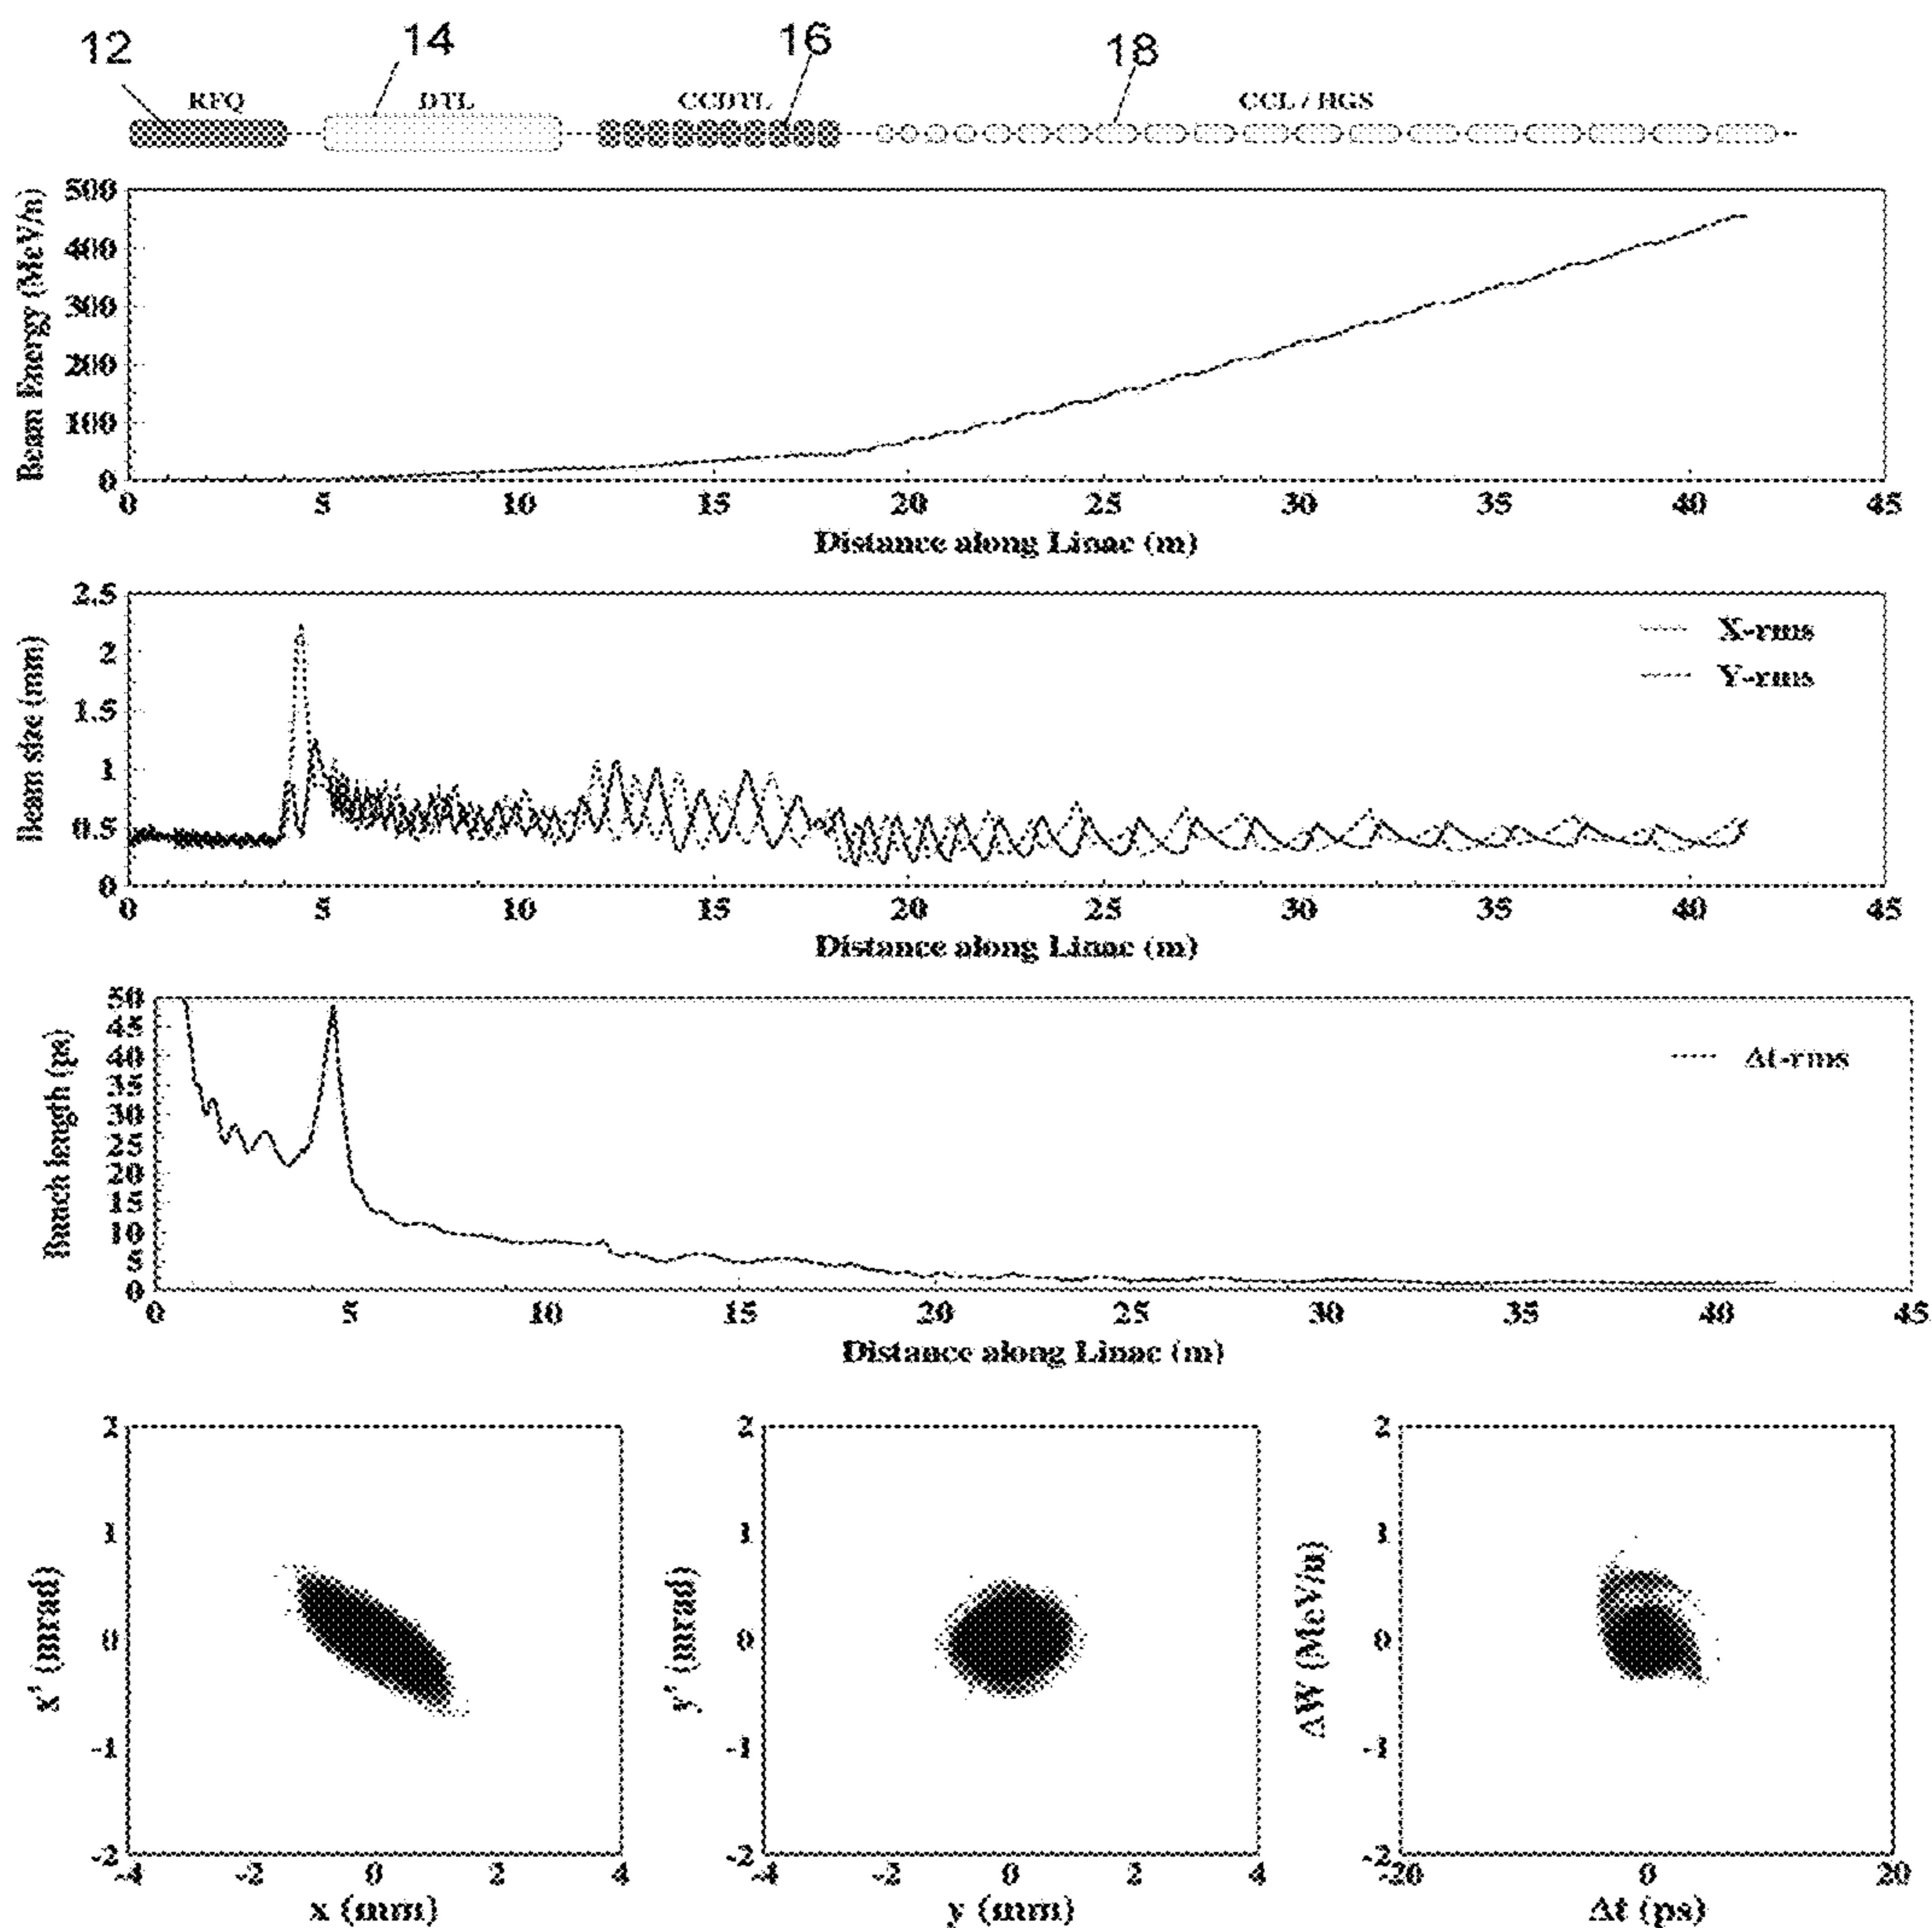 12 14 16 18
RFQ DTL CCDTL CCL / HGS
Beam Energy (MeV/n)
500
400
300
200
100
0
0 5 10 15 20 25 30 35 40 45
Distance along Linac (m)
Beam size (mm)
2.5
2
1.5
1
0.5
0
X-rms
Y-rms
0 5 10 15 20 25 30 35 40 45
Distance along Linac (m)
Bunch length (ps)
50
45
40
35
30
25
20
15
10
5
0
Δt-rms
0 5 10 15 20 25 30 35 40 45
Distance along Linac (m)
x' (mrad)
2
1
0
-1
-2
-4 -2 0 2 4
x (mm)
y' (mrad)
2
1
0
-1
-2
-4 -2 0 2 4
y (mm)
ΔW (MeV/n)
2
1
0
-1
-2
-20 0 20
Δt (ps)